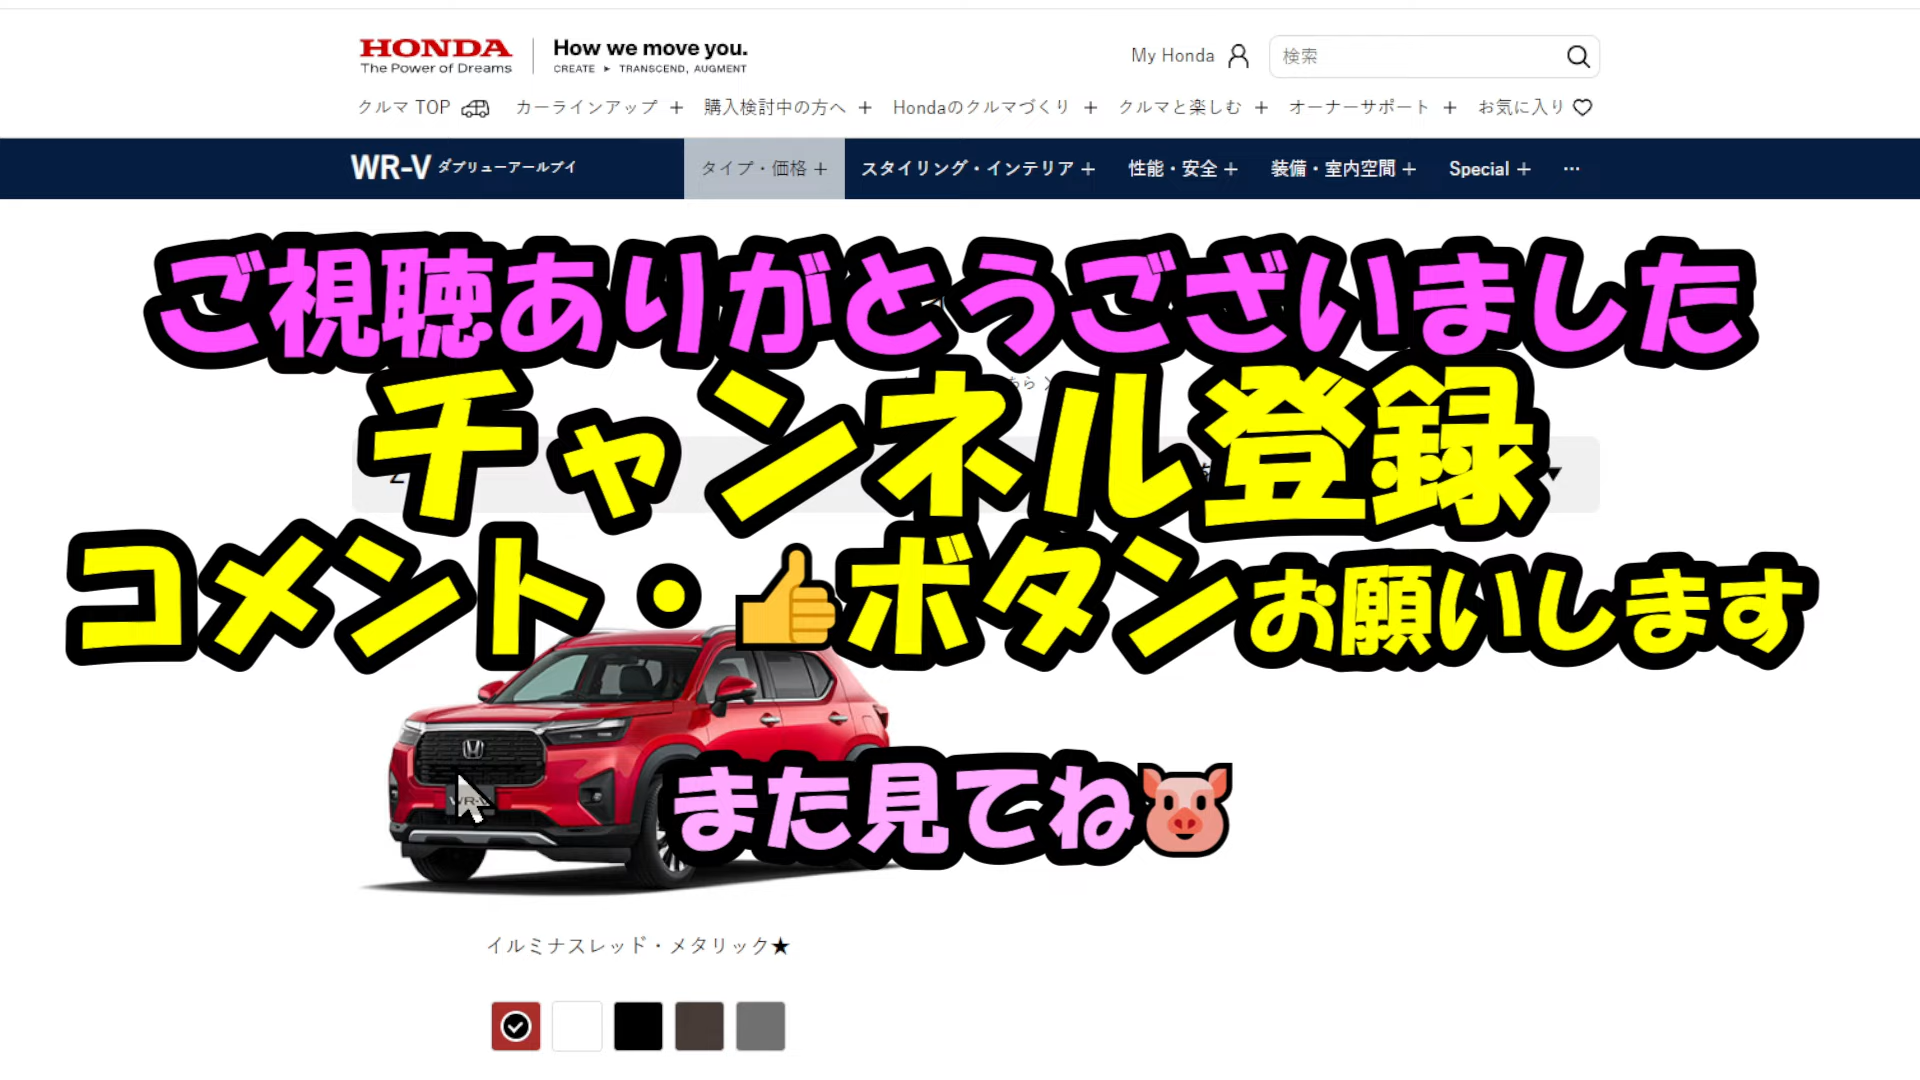 HONDA
The Power of Dreams
How we move you.
CREATE ▶ TRANSCEND, AUGMENT
My Honda
検索
クルマ TOP
カーラインアップ +
購入検討中の方へ +
Hondaのクルマづくり +
クルマと楽しむ +
オーナーサポート +
お気に入り
WR-V ダブリューアールブイ
タイプ・価格 +
スタイリング・インテリア +
性能・安全 +
装備・室内空間 +
Special +
…
ご視聴ありがとうございました
チャンネル登録
コメント・👍ボタンお願いします
WR-V
また見てね🐷
イルミナスレッド・メタリック★